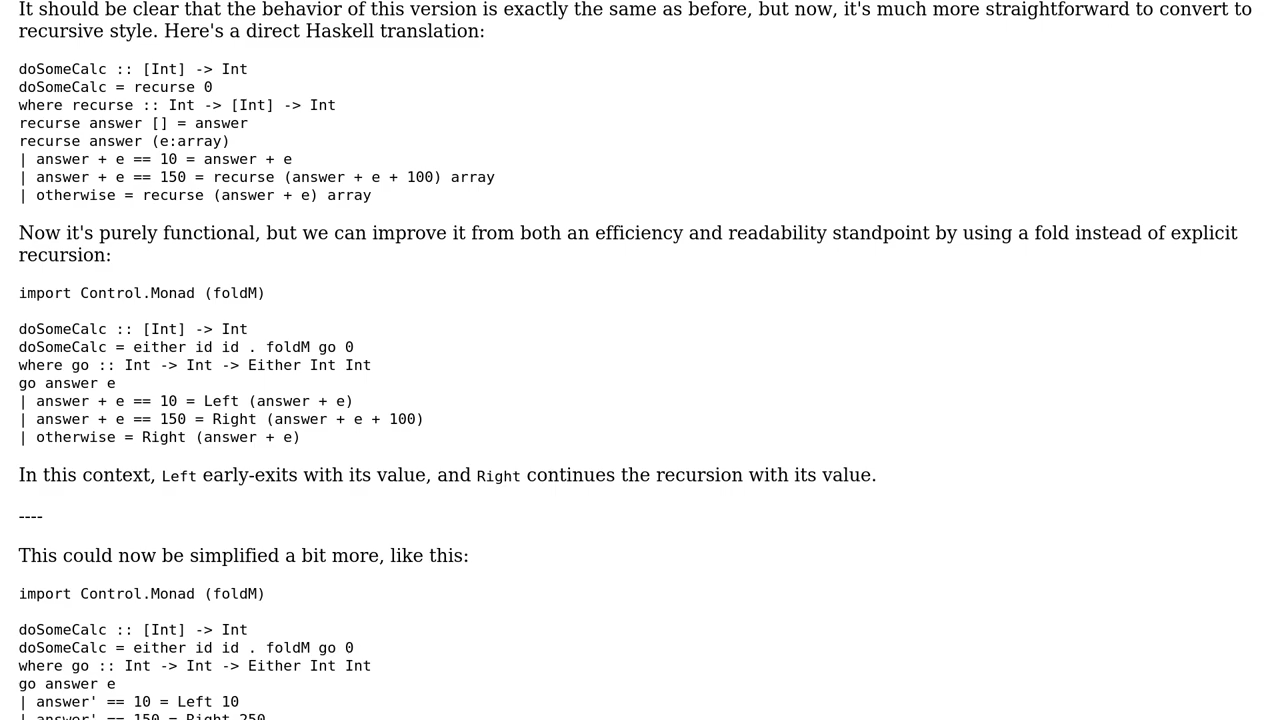 It should be clear that the behavior of this version is exactly the same as before, but now, it's much more straightforward to convert to
recursive style. Here's a direct Haskell translation:
doSomeCalc :: [Int] -> Int
doSomeCalc = recurse 0
where recurse :: Int -> [Int] -> Int
recurse answer [] = answer
recurse answer (e:array)
| answer + e == 10 = answer + e
| answer + e == 150 = recurse (answer + e + 100) array
| otherwise = recurse (answer + e) array
Now it's purely functional, but we can improve it from both an efficiency and readability standpoint by using a fold instead of explicit
recursion:
import Control.Monad (foldM)
doSomeCalc :: [Int] -> Int
doSomeCalc = either id id . foldM go 0
where go :: Int -> Int -> Either Int Int
go answer e
| answer + e == 10 = Left (answer + e)
| answer + e == 150 = Right (answer + e + 100)
| otherwise = Right (answer + e)
In this context, Left early-exits with its value, and Right continues the recursion with its value.
----
This could now be simplified a bit more, like this:
import Control.Monad (foldM)
doSomeCalc :: [Int] -> Int
doSomeCalc = either id id . foldM go 0
where go :: Int -> Int -> Either Int Int
go answer e
| answer' == 10 = Left 10
| answer' == 150 = Right 250